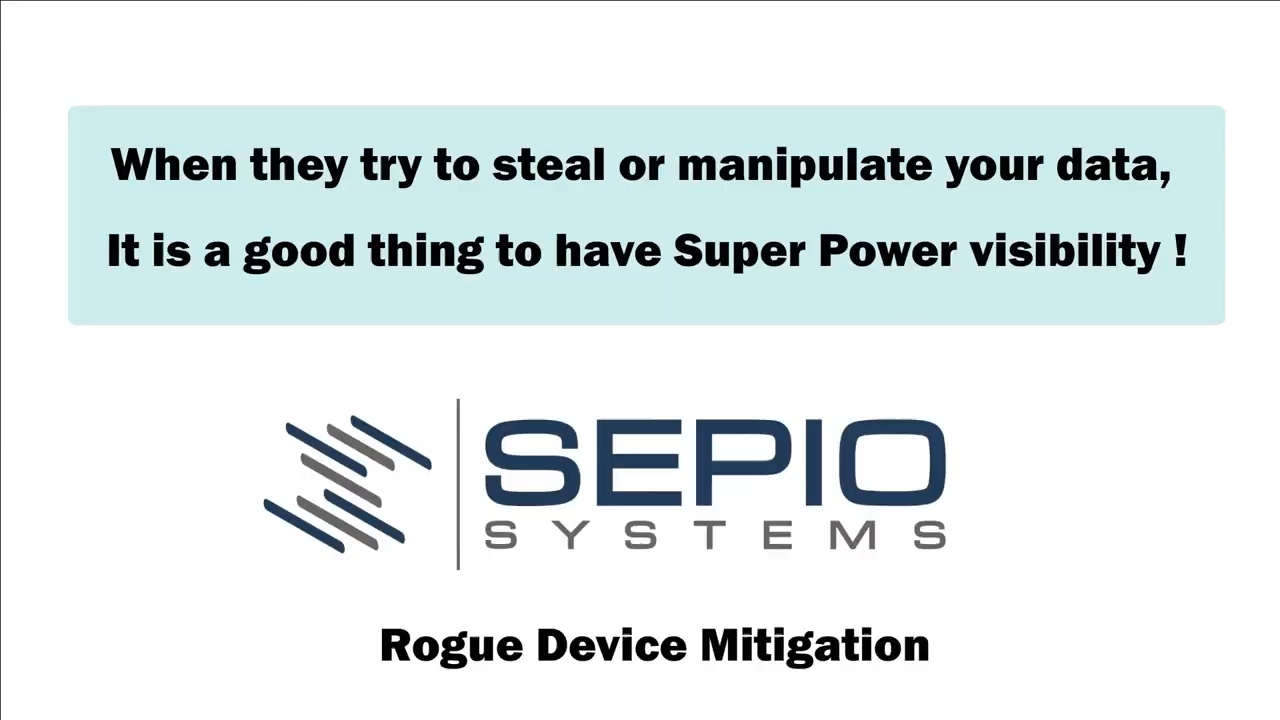 When they try to steal or manipulate your data,
It is a good thing to have Super Power visibility !
SEPIO
SYSTEMS
Rogue Device Mitigation